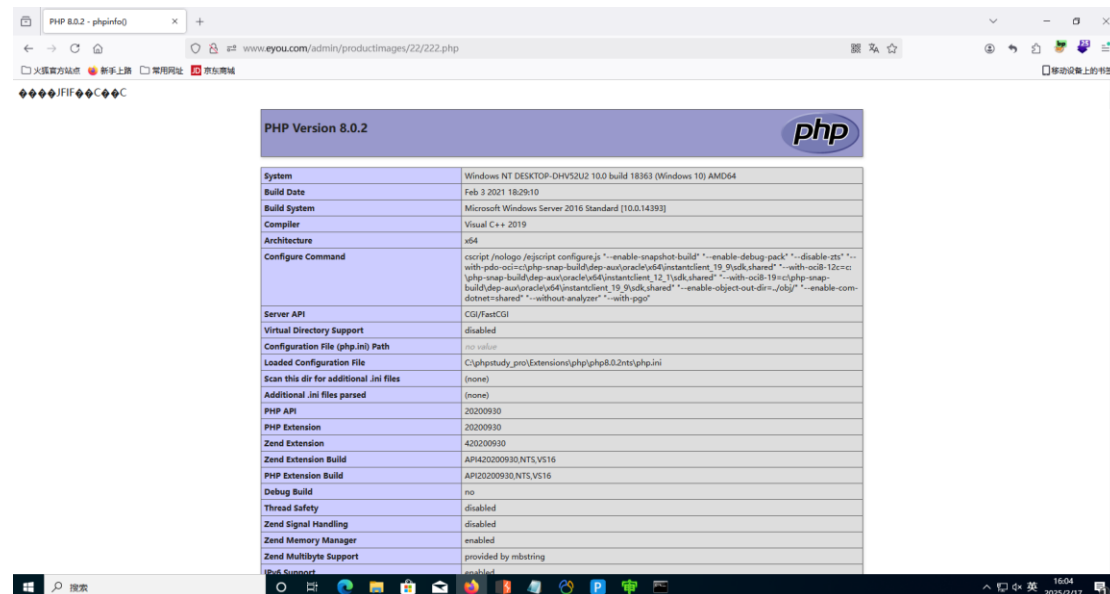 PHP 8.0.2 - phpinfo()
www.eyou.com/admin/productimages/22/222.php
火狐官方站点 新手上路 常用网址 JD 京东商城 移动设备上的书签
����JFIF��C��C
PHP Version 8.0.2
php
System Windows NT DESKTOP-DHV52U2 10.0 build 18363 (Windows 10) AMD64
Build Date Feb 3 2021 18:29:10
Build System Microsoft Windows Server 2016 Standard [10.0.14393]
Compiler Visual C++ 2019
Architecture x64
Configure Command cscript /nologo /e:jscript configure.js "--enable-snapshot-build" "--enable-debug-pack" "--disable-zts" "--
with-pdo-oci=c:\php-snap-build\dep-aux\oracle\x64\instantclient_19_9\sdk,shared" "--with-oci8-12c=c:
\php-snap-build\dep-aux\oracle\x64\instantclient_12_1\sdk,shared" "--with-oci8-19=c:\php-snap-
build\dep-aux\oracle\x64\instantclient_19_9\sdk,shared" "--enable-object-out-dir=../obj/" "--enable-com-
dotnet=shared" "--without-analyzer" "--with-pgo"
Server API CGI/FastCGI
Virtual Directory Support disabled
Configuration File (php.ini) Path no value
Loaded Configuration File C:\phpstudy_pro\Extensions\php\php8.0.2nts\php.ini
Scan this dir for additional .ini files (none)
Additional .ini files parsed (none)
PHP API 20200930
PHP Extension 20200930
Zend Extension 420200930
Zend Extension Build API420200930,NTS,VS16
PHP Extension Build API20200930,NTS,VS16
Debug Build no
Thread Safety disabled
Zend Signal Handling disabled
Zend Memory Manager enabled
Zend Multibyte Support provided by mbstring
IPv6 Support enabled
搜索 英 16:04
2025/2/17